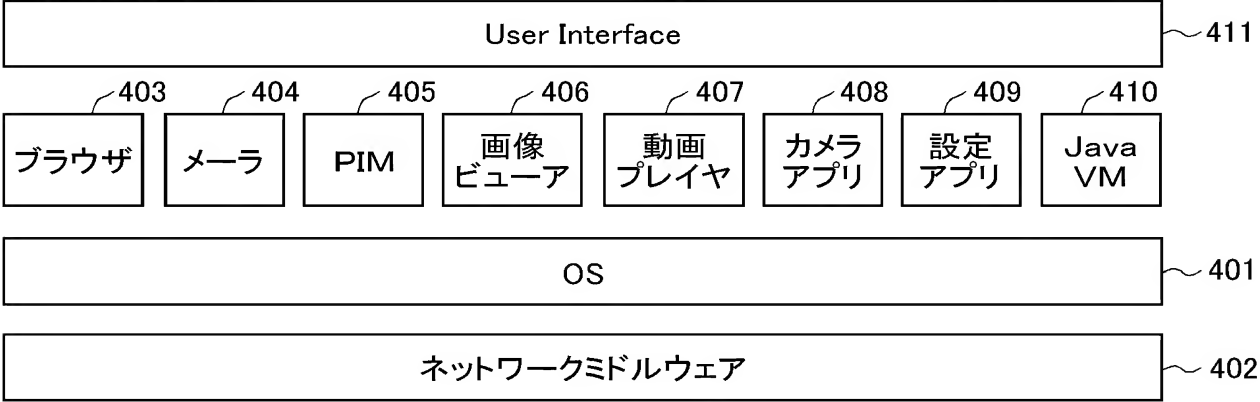 User Interface
411
403
404
405
406
407
408
409
410
ブラウザ
メーラ
PIM
画像
ビューア
動画
プレイヤ
カメラ
アプリ
設定
アプリ
Java
VM
OS
401
ネットワークミドルウェア
402